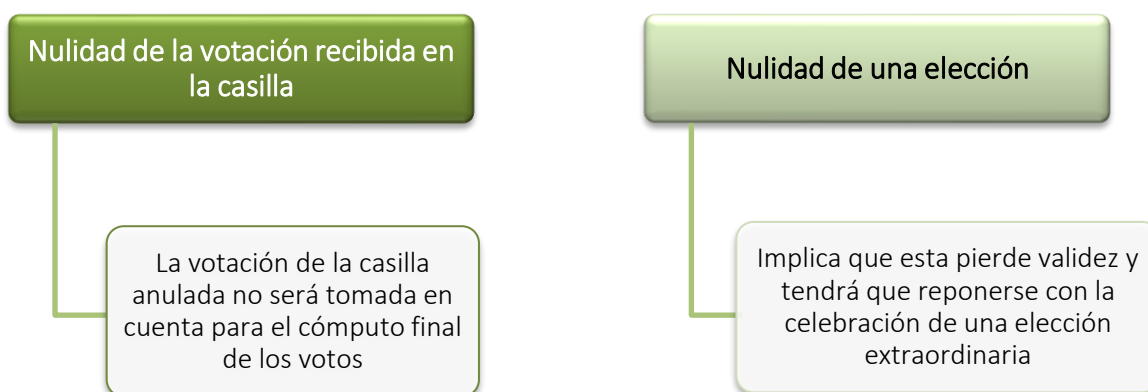 Nulidad de la votación recibida en
la casilla
La votación de la casilla
anulada no será tomada en
cuenta para el cómputo final
de los votos
Nulidad de una elección
Implica que esta pierde validez y
tendrá que reponerse con la
celebración de una elección
extraordinaria